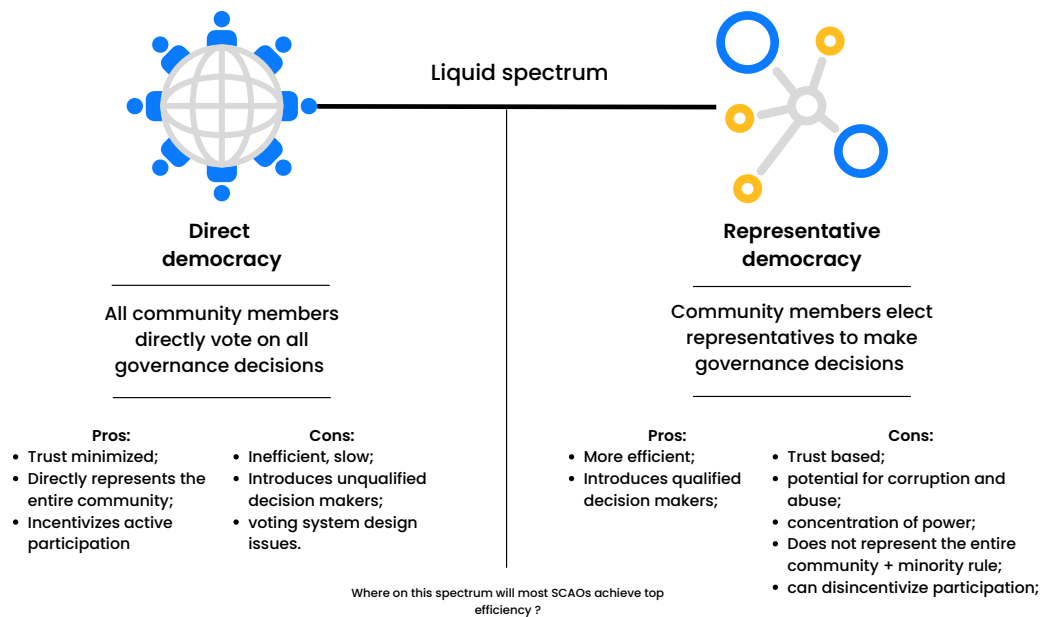 Liquid spectrum
Direct
democracy
All community members
directly vote on all
governance decisions
Pros:
• Trust minimized;
• Directly represents the
entire community;
• Incentivizes active
participation
Cons:
• Inefficient, slow;
• Introduces unqualified
decision makers;
• voting system design
issues.
Representative
democracy
Community members elect
representatives to make
governance decisions
Pros:
• More efficient;
• Introduces qualified
decision makers;
Cons:
• Trust based;
• potential for corruption and
abuse;
• concentration of power;
• Does not represent the entire
community + minority rule;
• can disincentivize participation;
Where on this spectrum will most SCAOs achieve top
efficiency ?